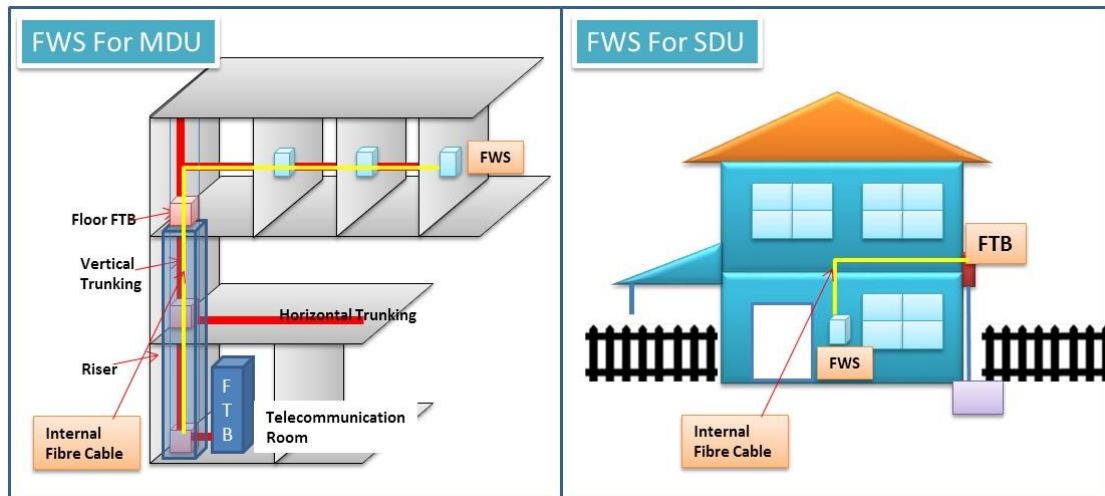 FWS For MDU
FWS
Floor FTB
Vertical
Trunking
Horizontal Trunking
Riser
F
T
B
Telecommunication
Room
Internal
Fibre Cable
FWS For SDU
FTB
FWS
Internal
Fibre Cable